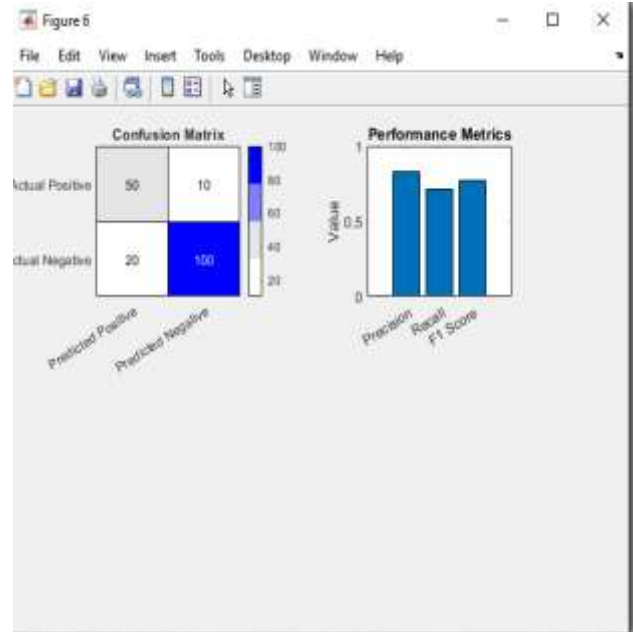 Figure 6
File Edit View Insert Tools Desktop Window Help
Confusion Matrix
Actual Positive
50
10
ctual Negative
20
100
Predicted Positive
Predicted Negative
100
80
60
40
20
Performance Metrics
Value
1
0.5
0
Precision
Recall
F1 Score